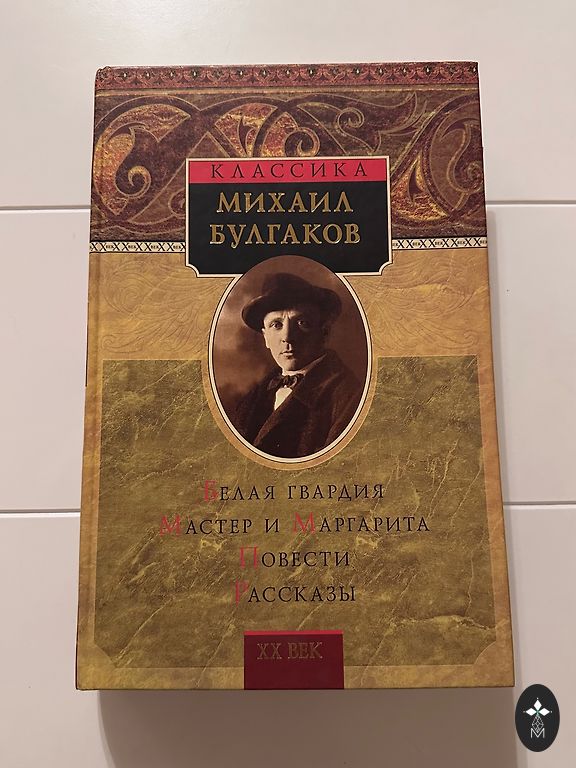 КЛАССИКА
МИХАИЛ
БУЛГАКОВ
БЕЛАЯ ГВАРДИЯ
МАСТЕР И МАРГАРИТА
ПОВЕСТИ
РАССКАЗЫ
XX ВЕК